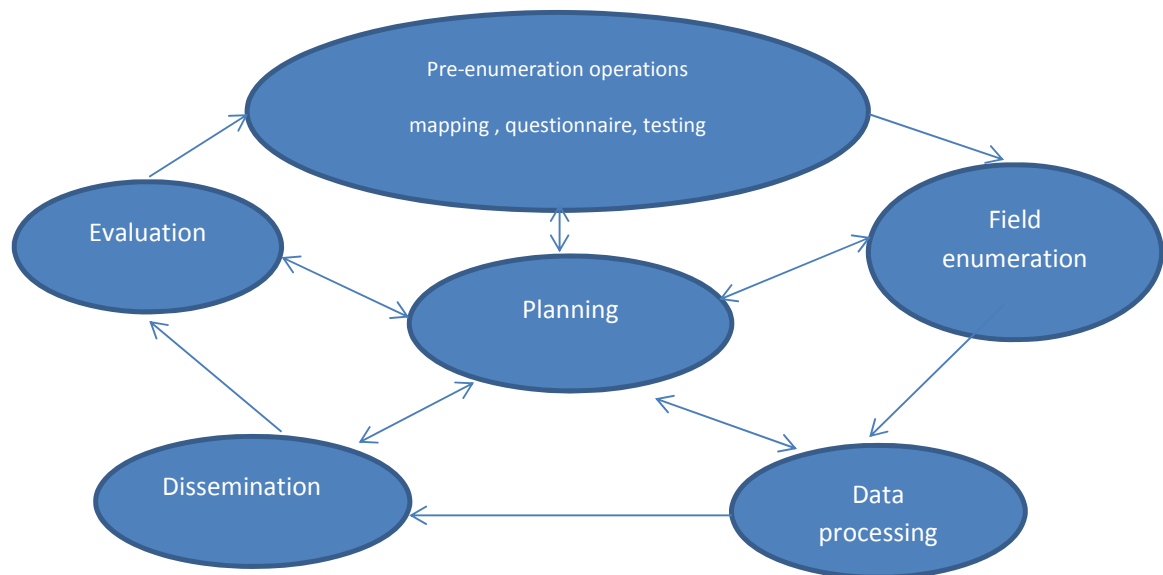 Pre-enumeration operations
mapping , questionnaire, testing
Evaluation
Field
enumeration
Planning
Dissemination
Data
processing